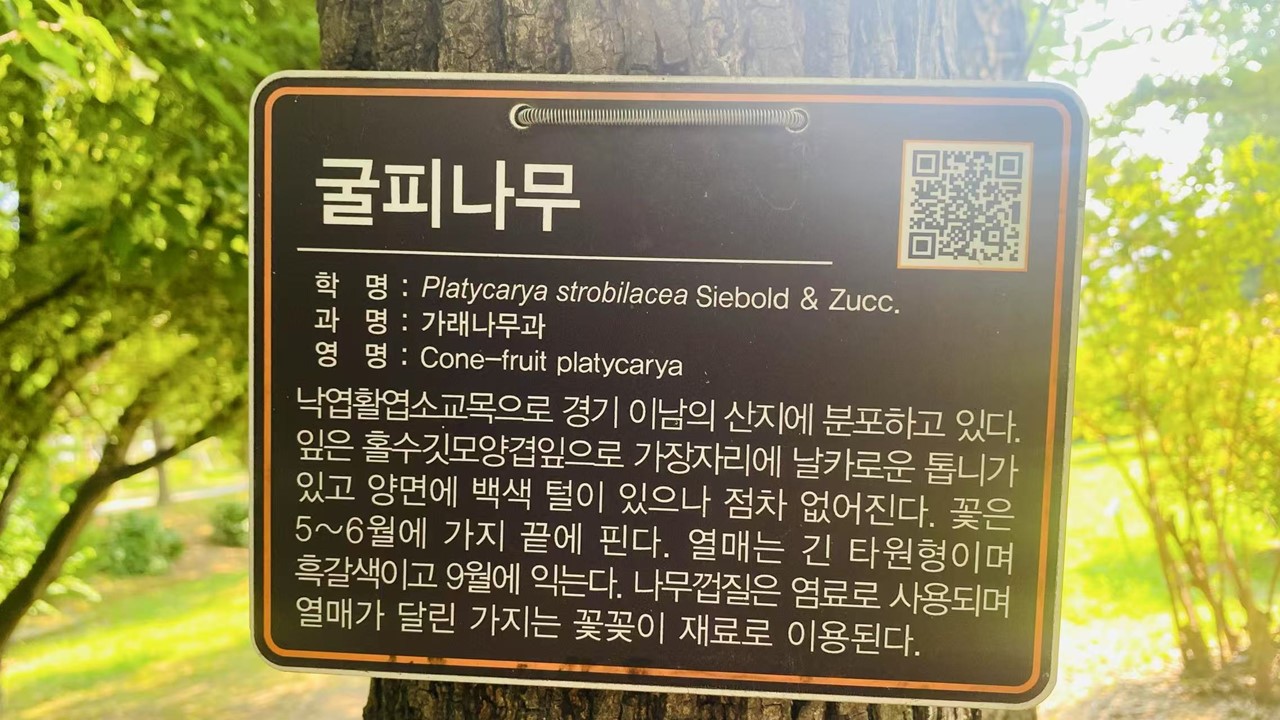 굴피나무
학 명 : Platycarya strobilacea Siebold & Zucc.
과 명 : 가래나무과
영 명 : Cone-fruit platycarya
낙엽활엽소교목으로 경기 이남의 산지에 분포하고 있다.
잎은 홀수깃모양겹잎으로 가장자리에 날카로운 톱니가
있고 양면에 백색 털이 있으나 점차 없어진다. 꽃은
5~6월에 가지 끝에 핀다. 열매는 긴 타원형이며
흑갈색이고 9월에 익는다. 나무껍질은 염료로 사용되며
열매가 달린 가지는 꽃꽂이 재료로 이용된다.